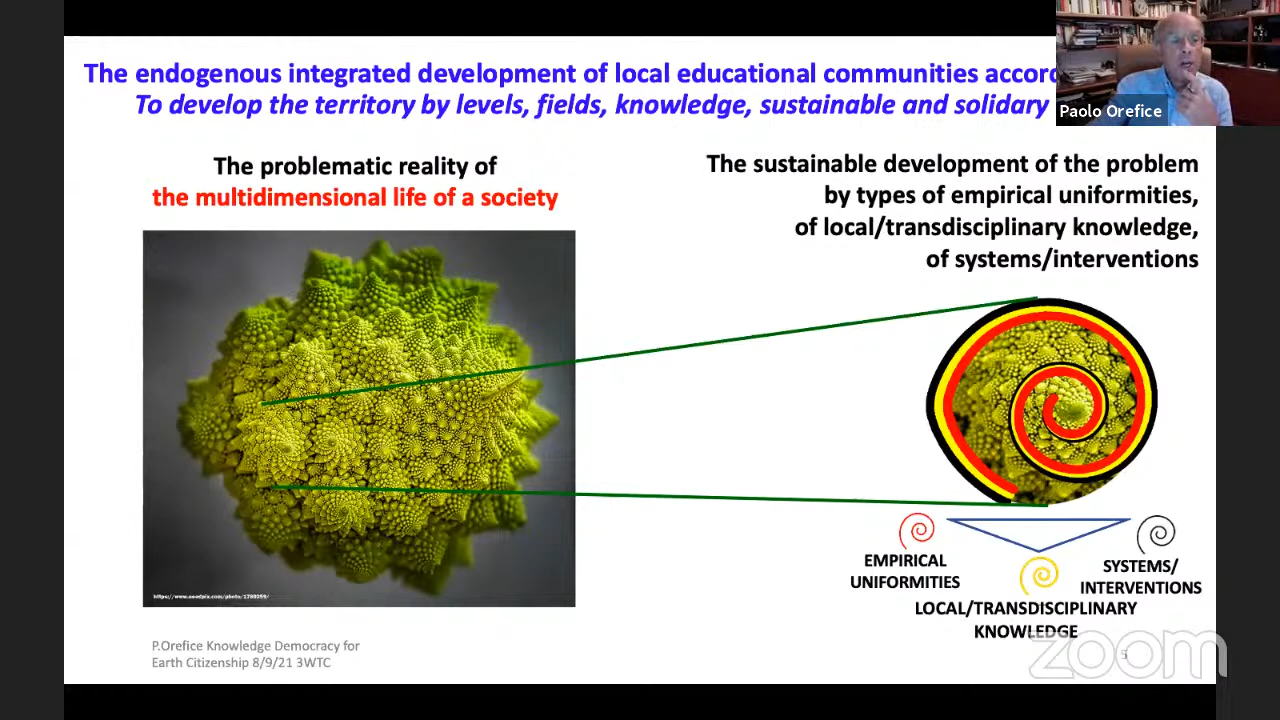 The endogenous integrated development of local educational communities
To develop the territory by levels, fields, knowledge, sustainable and solidary
Paolo Orefice
The problematic reality of
the multidimensional life of a society
The sustainable development of the problem
by types of empirical uniformities,
of local/transdisciplinary knowledge,
of systems/interventions
EMPIRICAL
UNIFORMITIES
SYSTEMS/
INTERVENTIONS
LOCAL/TRANSDISCIPLINARY
KNOWLEDGE
P.Orefice Knowledge Democracy for
Earth Citizenship 8/9/21 3WTC
5
zoom